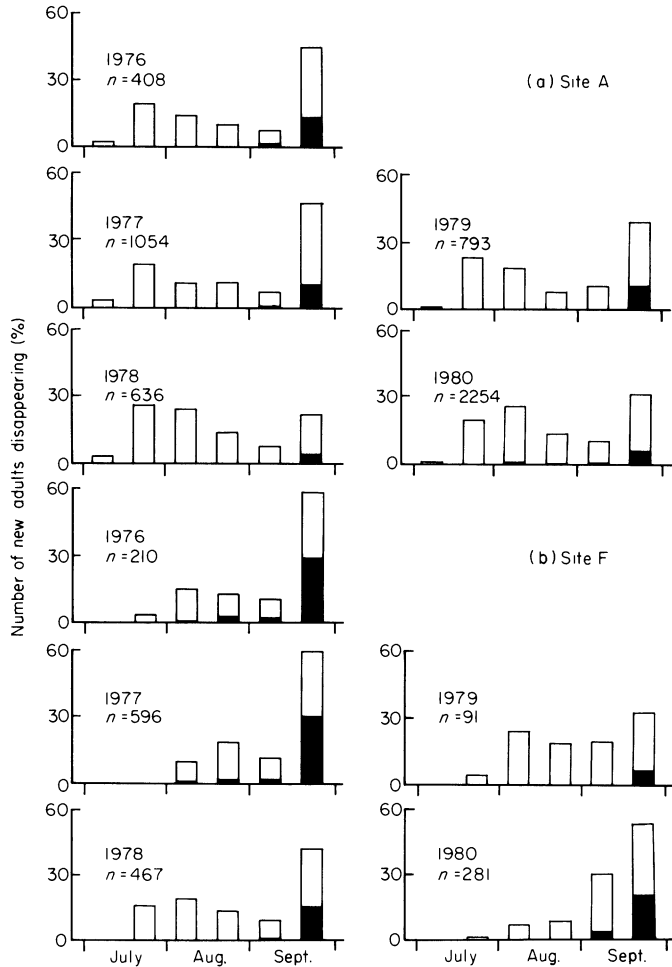 Number of new adults disappearing (%)
(a) Site A
60
30
0
1976
n=408
60
30
0
1977
n=1054
60
30
0
1979
n=793
60
30
0
1978
n=636
60
30
0
1980
n=2254
(b) Site F
60
30
0
1976
n=210
60
30
0
1977
n=596
60
30
0
1979
n=91
60
30
0
1978
n=467
July Aug. Sept.
60
30
0
1980
n=281
July Aug. Sept.